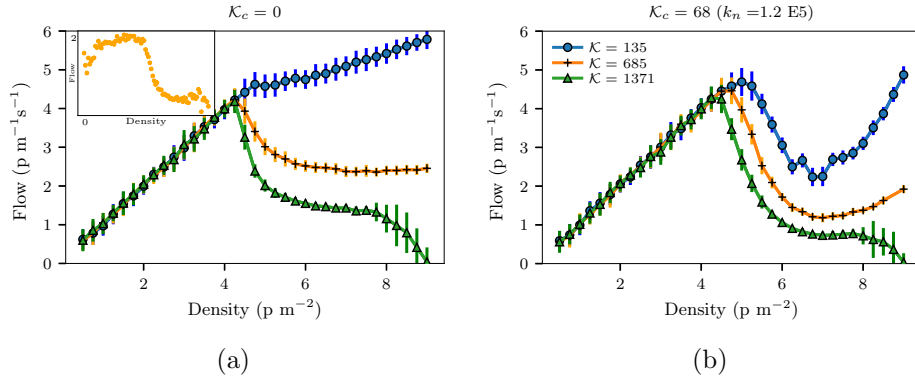 𝒦c = 0
6
5
4
3
2
1
0
Flow (p m⁻¹s⁻¹)
2
Flow
0
Density
2
4
6
8
Density (p m⁻²)
(a)
𝒦c = 68 (kn =1.2 E5)
𝒦 = 135
𝒦 = 685
𝒦 = 1371
6
5
4
3
2
1
0
Flow (p m⁻¹s⁻¹)
2
4
6
8
Density (p m⁻²)
(b)